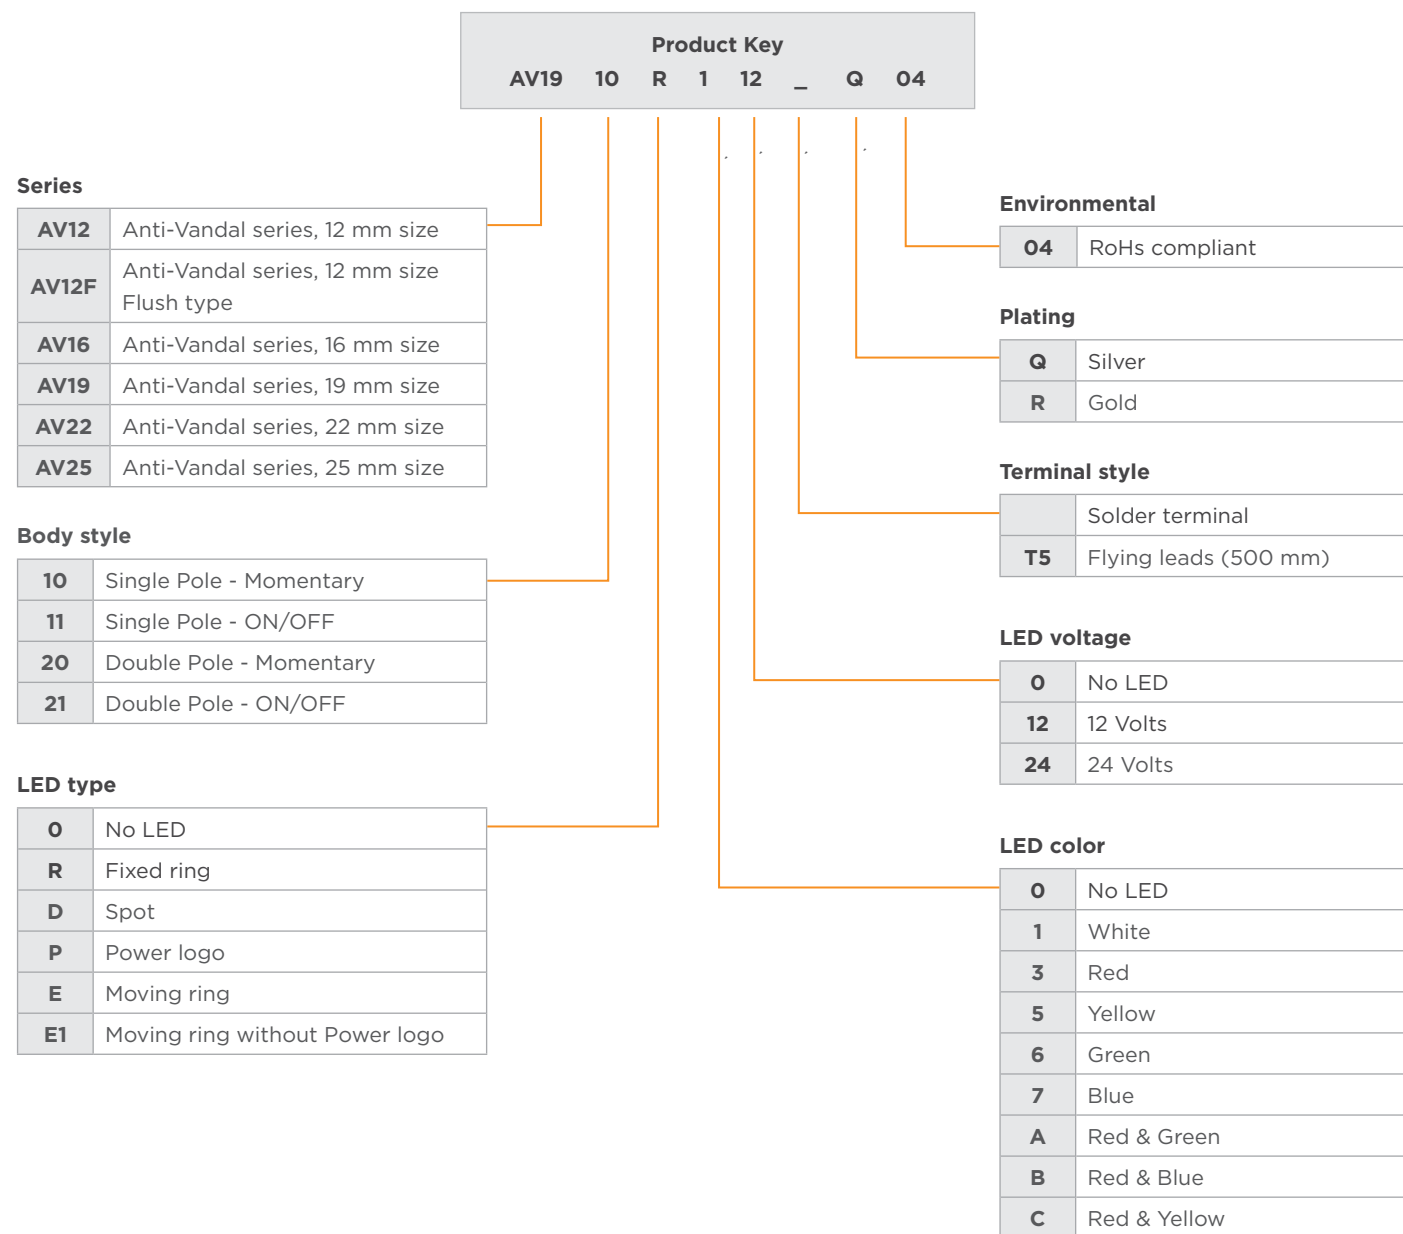 Product Key
AV19 10 R 1 12 _ Q 04
Series
AV12 Anti-Vandal series, 12 mm size
AV12F Anti-Vandal series, 12 mm size
Flush type
AV16 Anti-Vandal series, 16 mm size
AV19 Anti-Vandal series, 19 mm size
AV22 Anti-Vandal series, 22 mm size
AV25 Anti-Vandal series, 25 mm size
Body style
10 Single Pole - Momentary
11 Single Pole - ON/OFF
20 Double Pole - Momentary
21 Double Pole - ON/OFF
LED type
0 No LED
R Fixed ring
D Spot
P Power logo
E Moving ring
E1 Moving ring without Power logo
Environmental
04 RoHs compliant
Plating
Q Silver
R Gold
Terminal style
Solder terminal
T5 Flying leads (500 mm)
LED voltage
0 No LED
12 12 Volts
24 24 Volts
LED color
0 No LED
1 White
3 Red
5 Yellow
6 Green
7 Blue
A Red & Green
B Red & Blue
C Red & Yellow